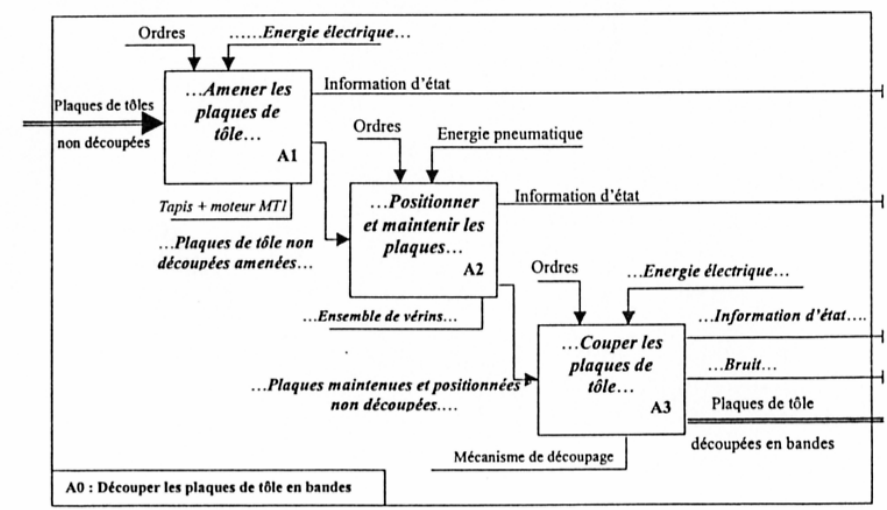 Ordres
……Energie électrique…
…Amener les
plaques de
tôle…
A1
Information d'état
Plaques de tôles
non découpées
Tapis + moteur MT1
…Plaques de tôle non
découpées amenées…
Ordres
Energie pneumatique
…Positionner
et maintenir les
plaques…
A2
Information d'état
…Ensemble de vérins…
…Plaques maintenues et positionnées
non découpées….
Ordres
…Energie électrique…
…Couper les
plaques de
tôle…
A3
…Information d'état….
…Bruit…
Plaques de tôle
découpées en bandes
Mécanisme de découpage
A0 : Découper les plaques de tôle en bandes